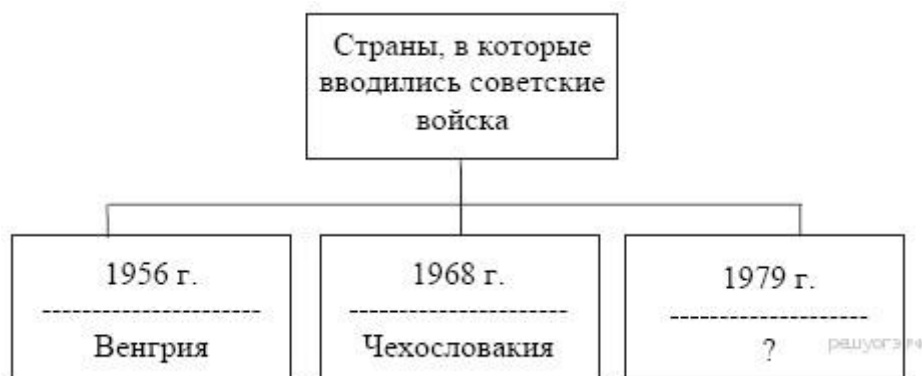 Страны, в которые
вводились советские
войска
1956 г.
----------------------
Венгрия
1968 г.
----------------------
Чехословакия
1979 г.
--------------------
?